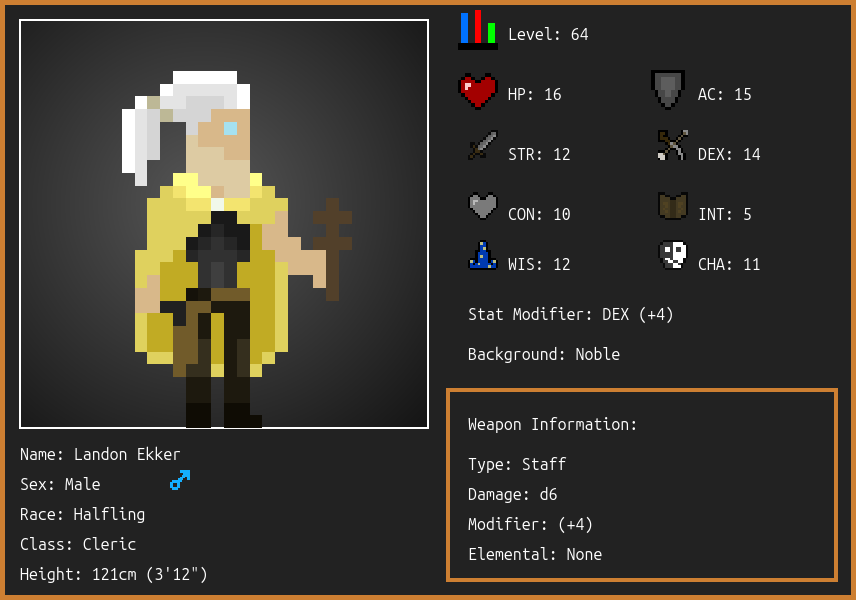 Level: 64
HP: 16
AC: 15
STR: 12
DEX: 14
CON: 10
INT: 5
WIS: 12
CHA: 11
Stat Modifier: DEX (+4)
Background: Noble
Weapon Information:
Type: Staff
Damage: d6
Modifier: (+4)
Elemental: None
Name: Landon Ekker
Sex: Male
Race: Halfling
Class: Cleric
Height: 121cm (3'12")